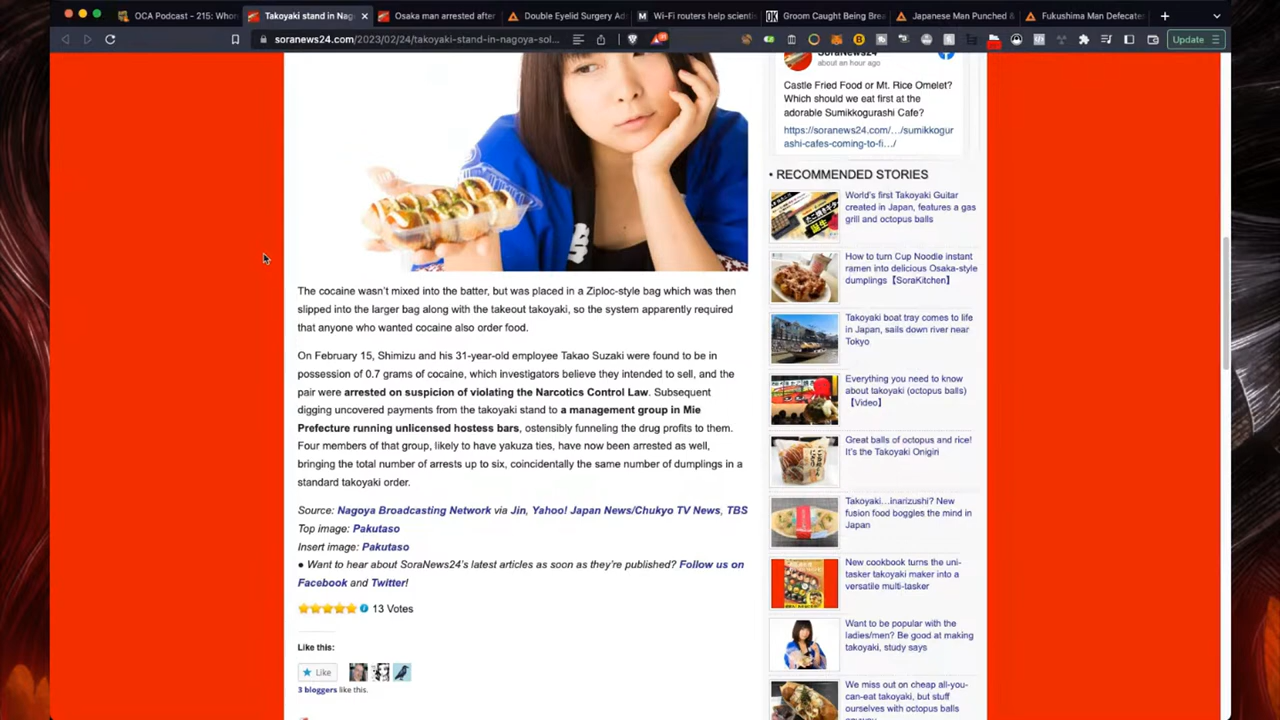 OCA Podcast - 215: Whor
Takoyaki stand in Nag
Osaka man arrested after
Double Eyelid Surgery Ad
Wi-Fi routers help scienti
Groom Caught Being Brea
Japanese Man Punched &
Fukushima Man Defecate
soranews24.com/2023/02/24/takoyaki-stand-in-nagoya-sol...
Update
SoraNews24
about an hour ago
Castle Fried Food or Mt. Rice Omelet?
Which should we eat first at the
adorable Sumikkogurashi Cafe?
https://soranews24.com/.../sumikkogur
ashi-cafes-coming-to-fi.../
• RECOMMENDED STORIES
World's first Takoyaki Guitar
created in Japan, features a gas
grill and octopus balls
How to turn Cup Noodle instant
ramen into delicious Osaka-style
dumplings【SoraKitchen】
Takoyaki boat tray comes to life
in Japan, sails down river near
Tokyo
Everything you need to know
about takoyaki (octopus balls)
【Video】
Great balls of octopus and rice!
It's the Takoyaki Onigiri
Takoyaki…inarizushi? New
fusion food boggles the mind in
Japan
New cookbook turns the uni-
tasker takoyaki maker into a
versatile multi-tasker
Want to be popular with the
ladies/men? Be good at making
takoyaki, study says
We miss out on cheap all-you-
can-eat takoyaki, but stuff
ourselves with octopus balls
The cocaine wasn't mixed into the batter, but was placed in a Ziploc-style bag which was then
slipped into the larger bag along with the takeout takoyaki, so the system apparently required
that anyone who wanted cocaine also order food.
On February 15, Shimizu and his 31-year-old employee Takao Suzaki were found to be in
possession of 0.7 grams of cocaine, which investigators believe they intended to sell, and the
pair were arrested on suspicion of violating the Narcotics Control Law. Subsequent
digging uncovered payments from the takoyaki stand to a management group in Mie
Prefecture running unlicensed hostess bars, ostensibly funneling the drug profits to them.
Four members of that group, likely to have yakuza ties, have now been arrested as well,
bringing the total number of arrests up to six, coincidentally the same number of dumplings in a
standard takoyaki order.
Source: Nagoya Broadcasting Network via Jin, Yahoo! Japan News/Chukyo TV News, TBS
Top image: Pakutaso
Insert image: Pakutaso
● Want to hear about SoraNews24's latest articles as soon as they're published? Follow us on
Facebook and Twitter!
13 Votes
Like this:
Like
3 bloggers like this.